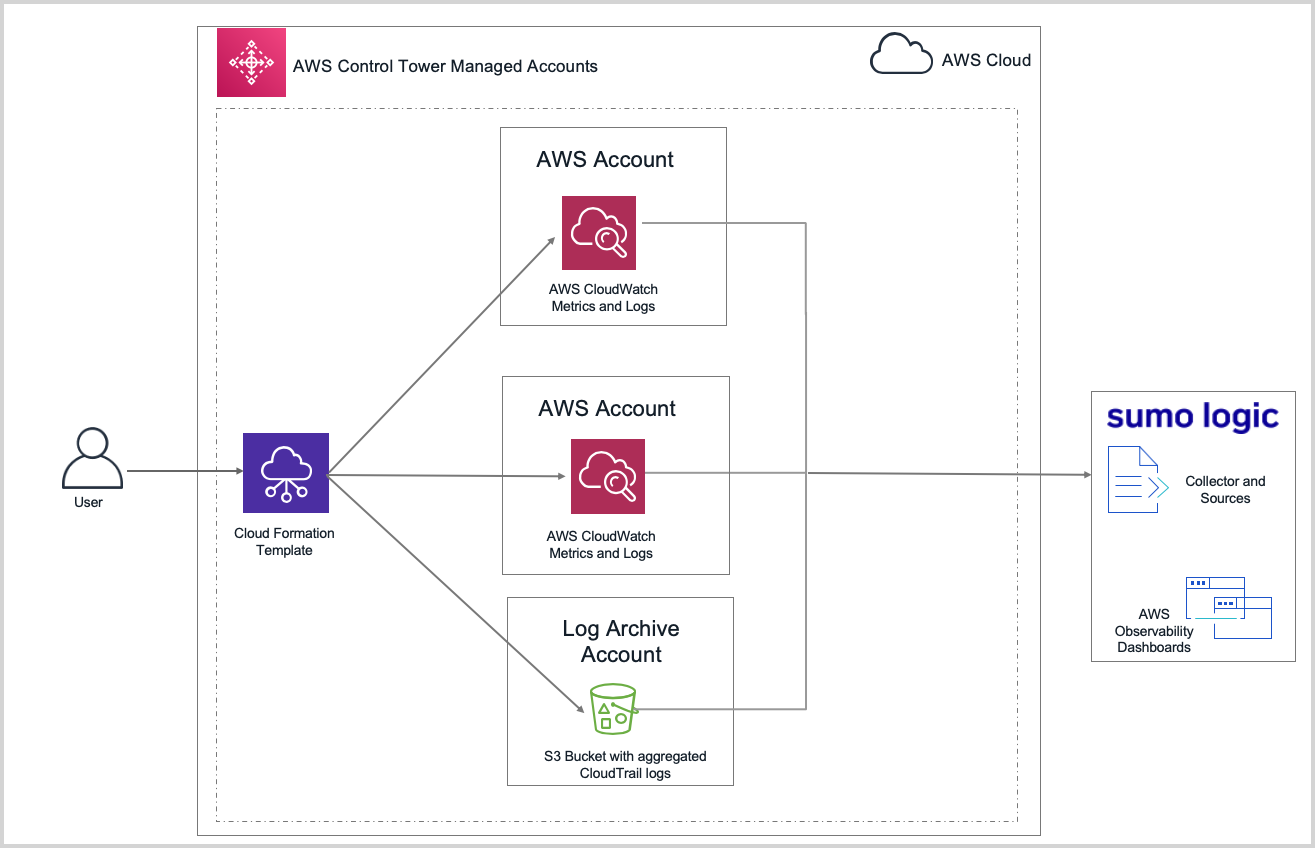 AWS Control Tower Managed Accounts
AWS Cloud
AWS Account
AWS CloudWatch
Metrics and Logs
AWS Account
AWS CloudWatch
Metrics and Logs
User
Cloud Formation
Template
Log Archive
Account
S3 Bucket with aggregated
CloudTrail logs
sumo logic
Collector and
Sources
AWS
Observability
Dashboards